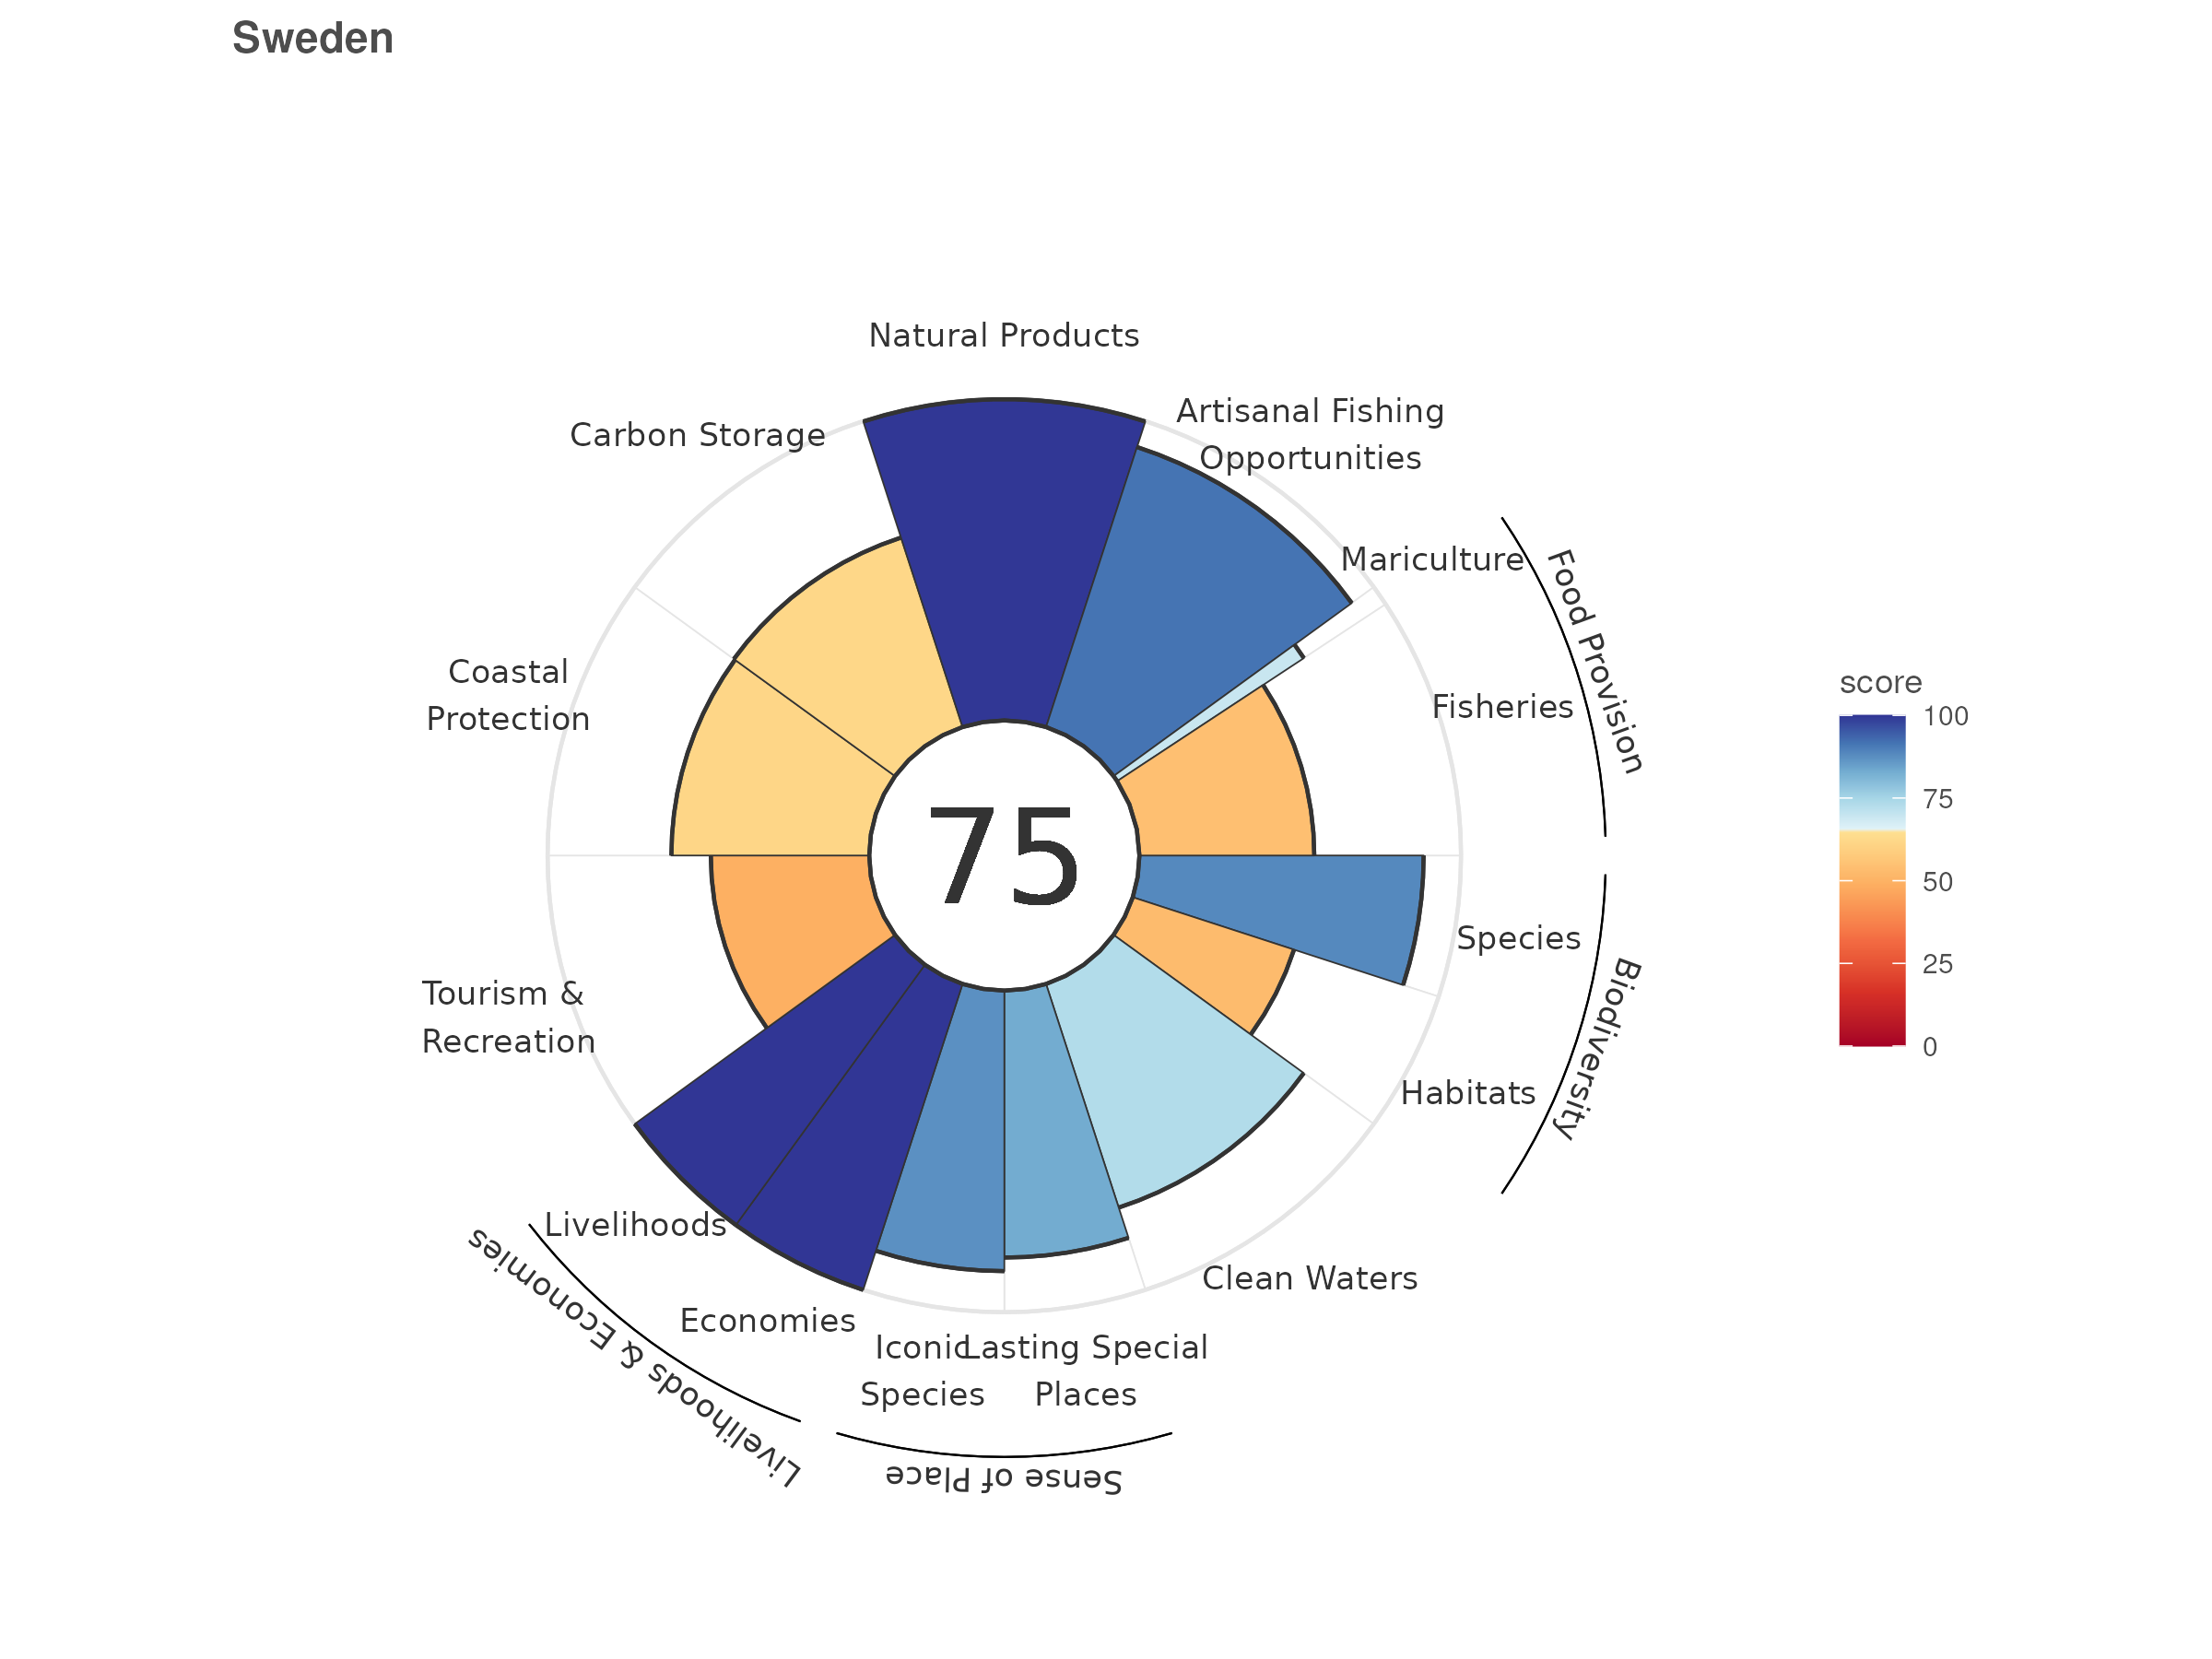 Sweden
Natural Products
Artisanal Fishing
Opportunities
Carbon Storage
Mariculture
Food Provision
Coastal
Protection
Fisheries
score
100
75
50
25
0
75
Species
Biodiversity
Tourism &
Recreation
Habitats
Livelihoods
Clean Waters
Economies
Livelihoods & Economies
Iconic
Species
Lasting Special
Places
Sense of Place